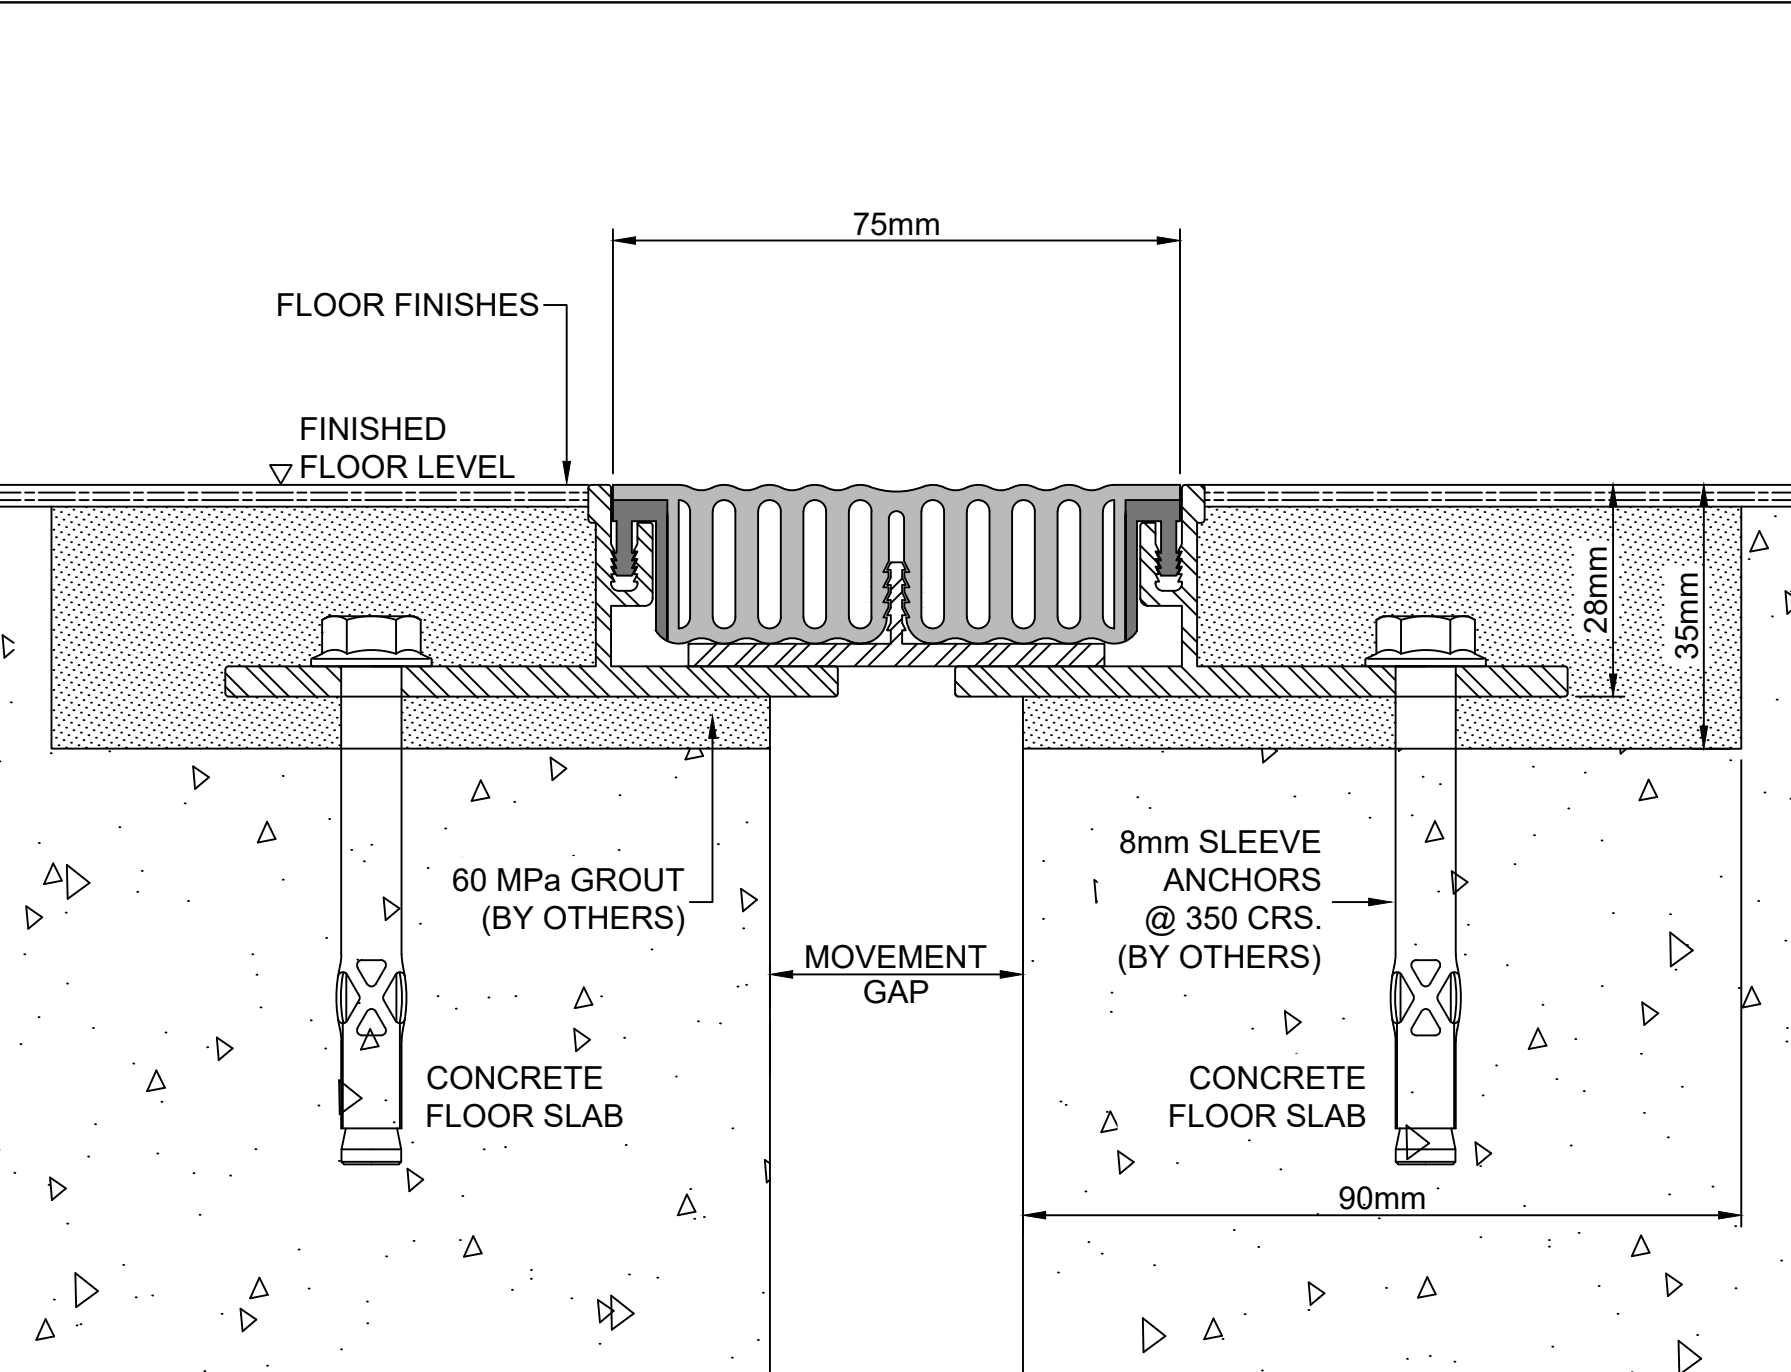 75mm
FLOOR FINISHES
FINISHED
FLOOR LEVEL
28mm
35mm
8mm SLEEVE
ANCHORS
@ 350 CRS.
(BY OTHERS)
60 MPa GROUT
(BY OTHERS)
MOVEMENT
GAP
CONCRETE
FLOOR SLAB
CONCRETE
FLOOR SLAB
90mm